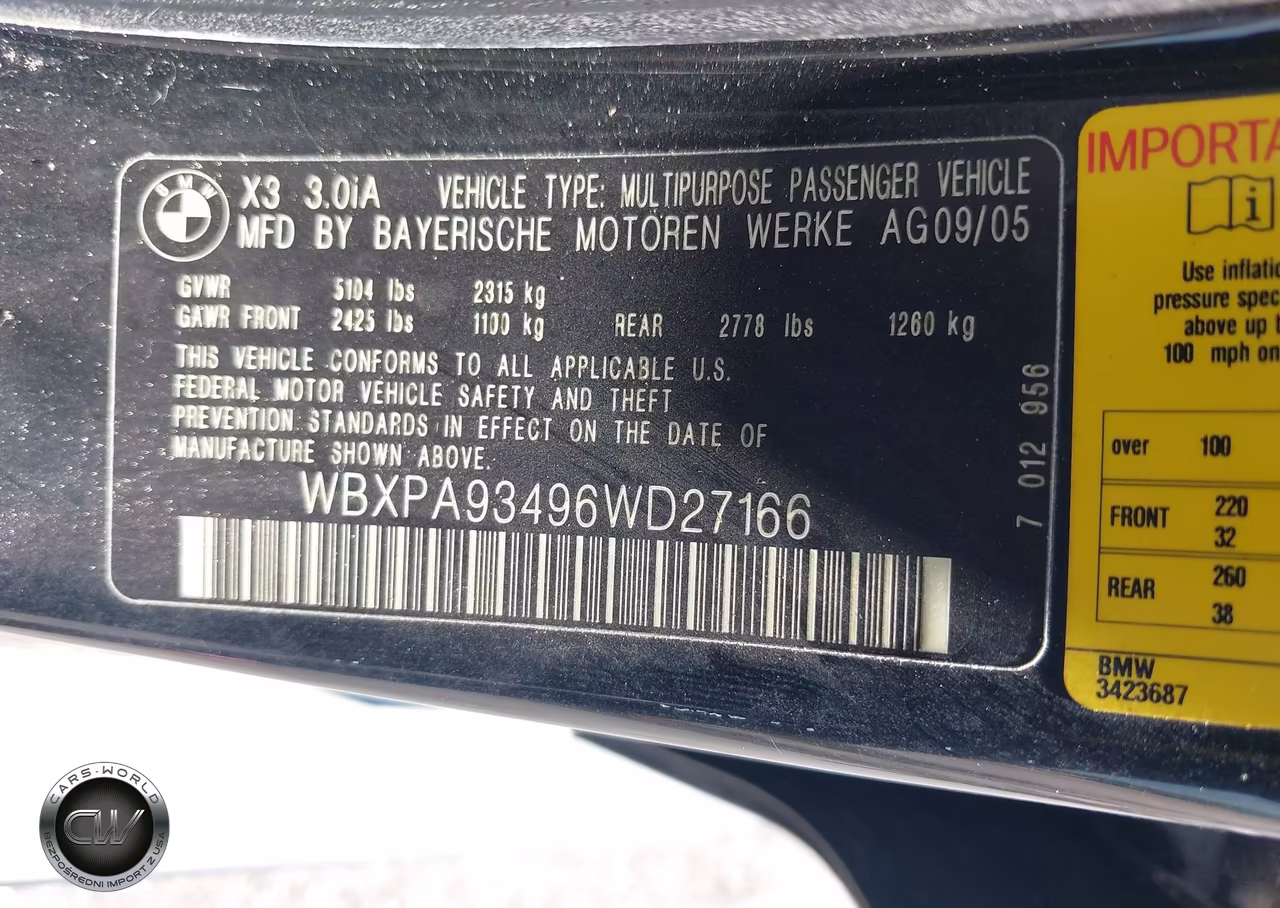 BMW
X3 3.0iA VEHICLE TYPE: MULTIPURPOSE PASSENGER VEHICLE
MFD BY BAYERISCHE MOTOREN WERKE AG 09/05
GVWR 5104 lbs 2315 kg
GAWR FRONT 2425 lbs 1100 kg REAR 2778 lbs 1260 kg
THIS VEHICLE CONFORMS TO ALL APPLICABLE U.S.
FEDERAL MOTOR VEHICLE SAFETY AND THEFT
PREVENTION STANDARDS IN EFFECT ON THE DATE OF
MANUFACTURE SHOWN ABOVE.
WBXPA93496WD27166
7 012 956
IMPORTA
i
Use inflatio
pressure spec
above up
100 mph on
over 100
FRONT 220
32
REAR 260
38
BMW
3423687
CARS-WORLD
CW
BEZPOŚREDNI IMPORT Z USA